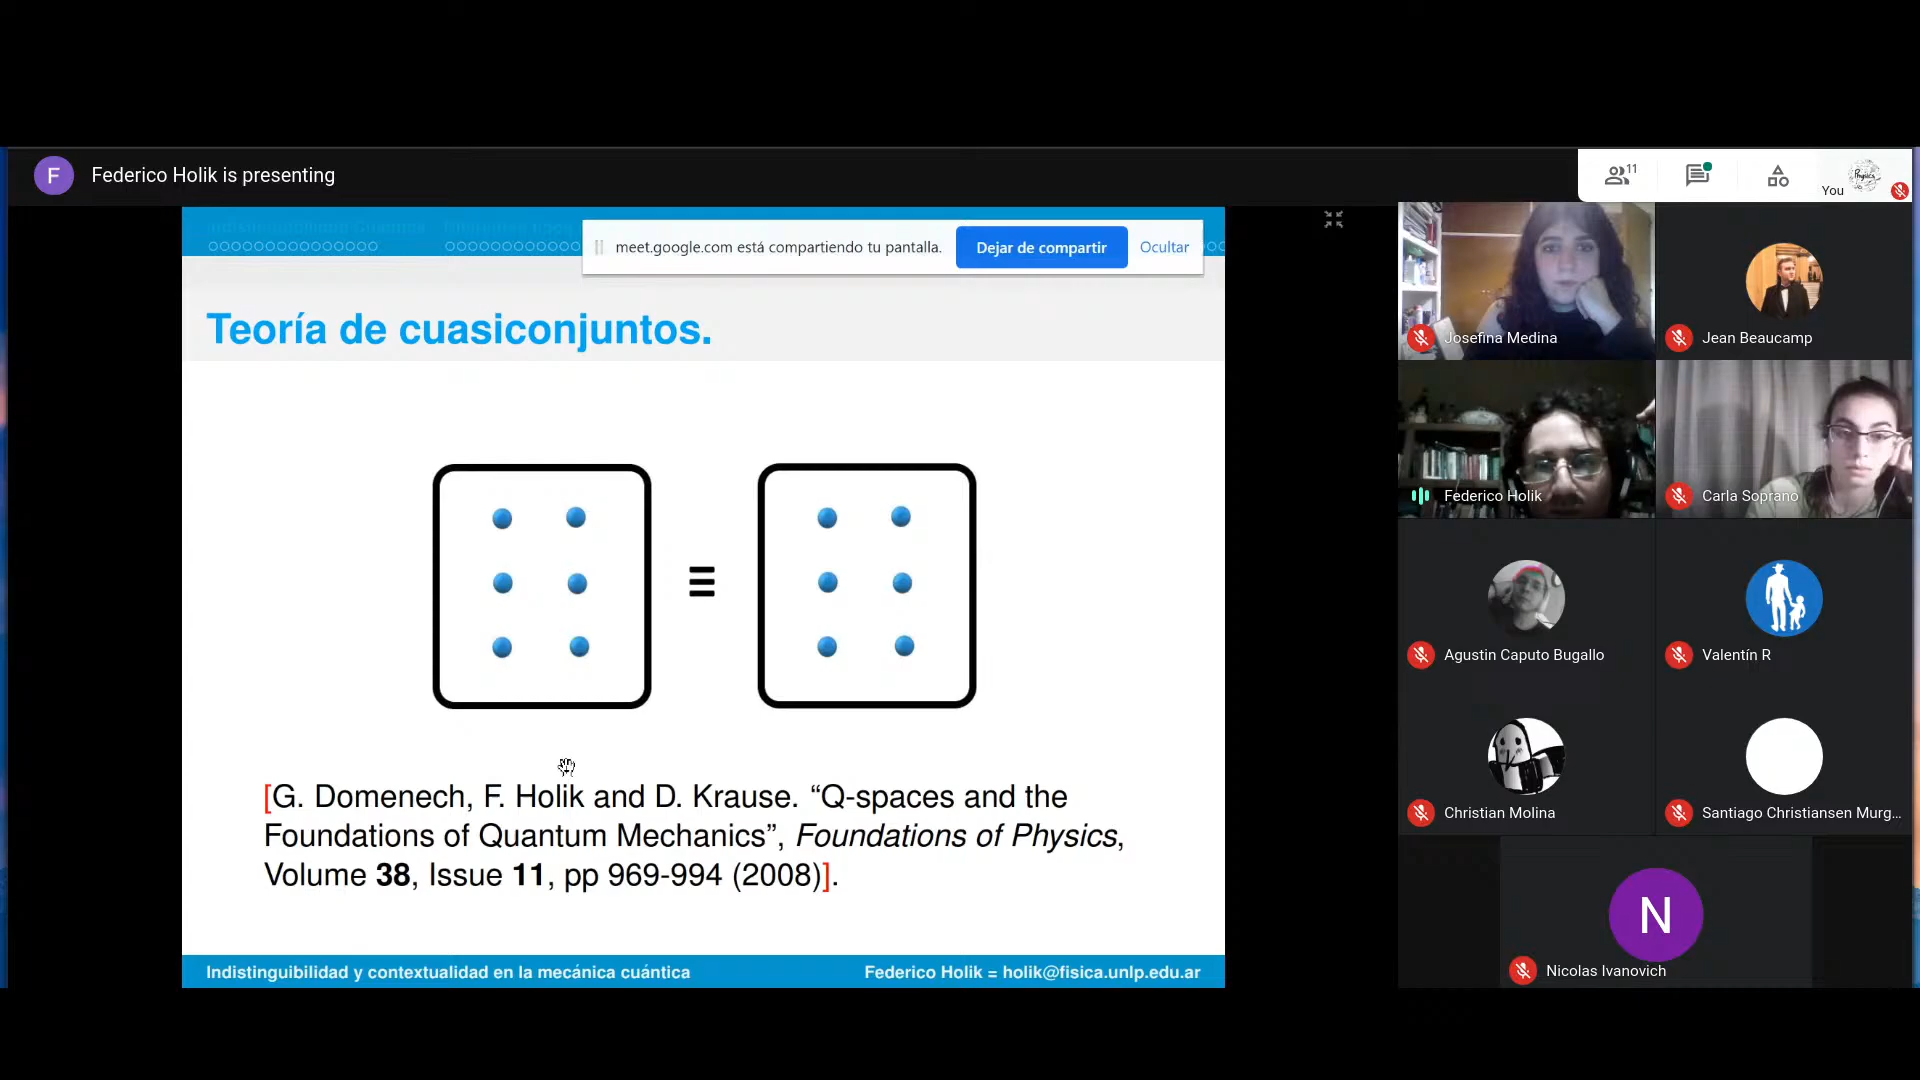 F
Federico Holik is presenting
11
You
Physics
meet.google.com está compartiendo tu pantalla.
Dejar de compartir
Ocultar
Teoría de cuasiconjuntos.
≡
[G. Domenech, F. Holik and D. Krause. “Q-spaces and the
Foundations of Quantum Mechanics”, Foundations of Physics,
Volume 38, Issue 11, pp 969-994 (2008)].
Indistinguibilidad y contextualidad en la mecánica cuántica
Federico Holik = holik@fisica.unlp.edu.ar
Josefina Medina
Jean Beaucamp
Federico Holik
Carla Soprano
Agustin Caputo Bugallo
Valentín R
Christian Molina
Santiago Christiansen Murg...
N
Nicolas Ivanovich